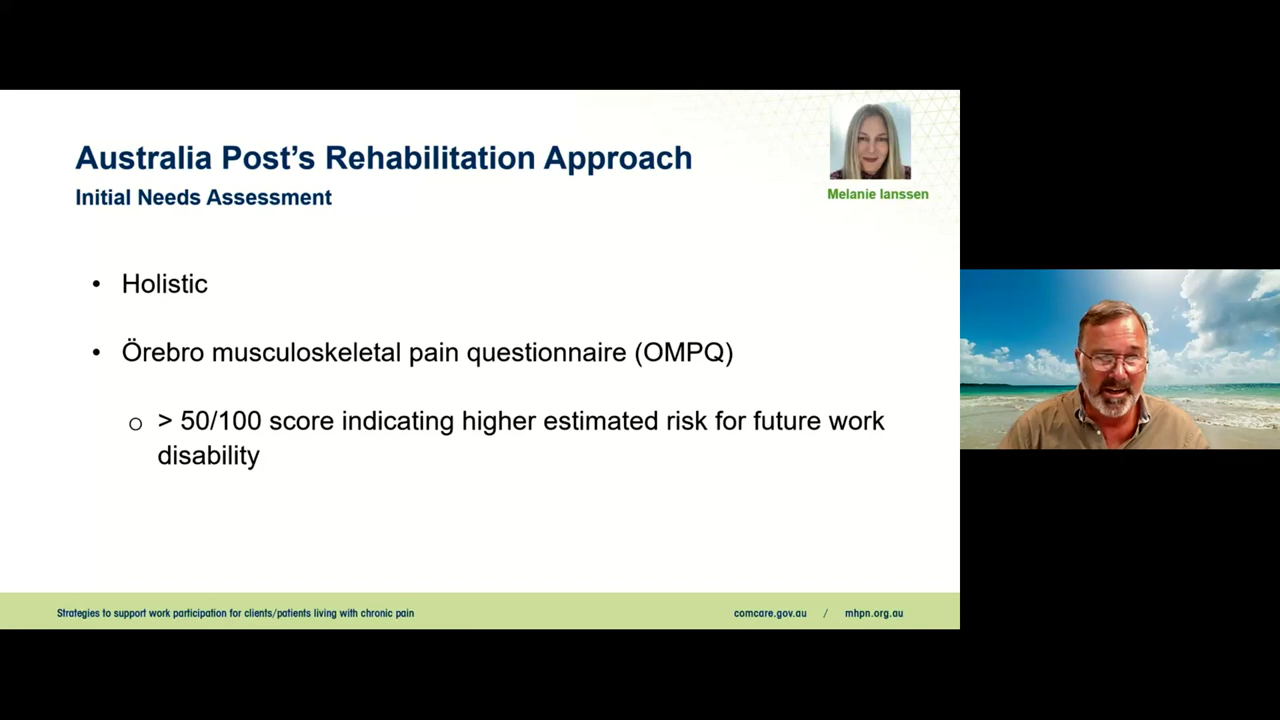 Australia Post's Rehabilitation Approach
Initial Needs Assessment
Melanie Ianssen
• Holistic
• Örebro musculoskeletal pain questionnaire (OMPQ)
o > 50/100 score indicating higher estimated risk for future work
disability
Strategies to support work participation for clients/patients living with chronic pain
comcare.gov.au / mhpn.org.au